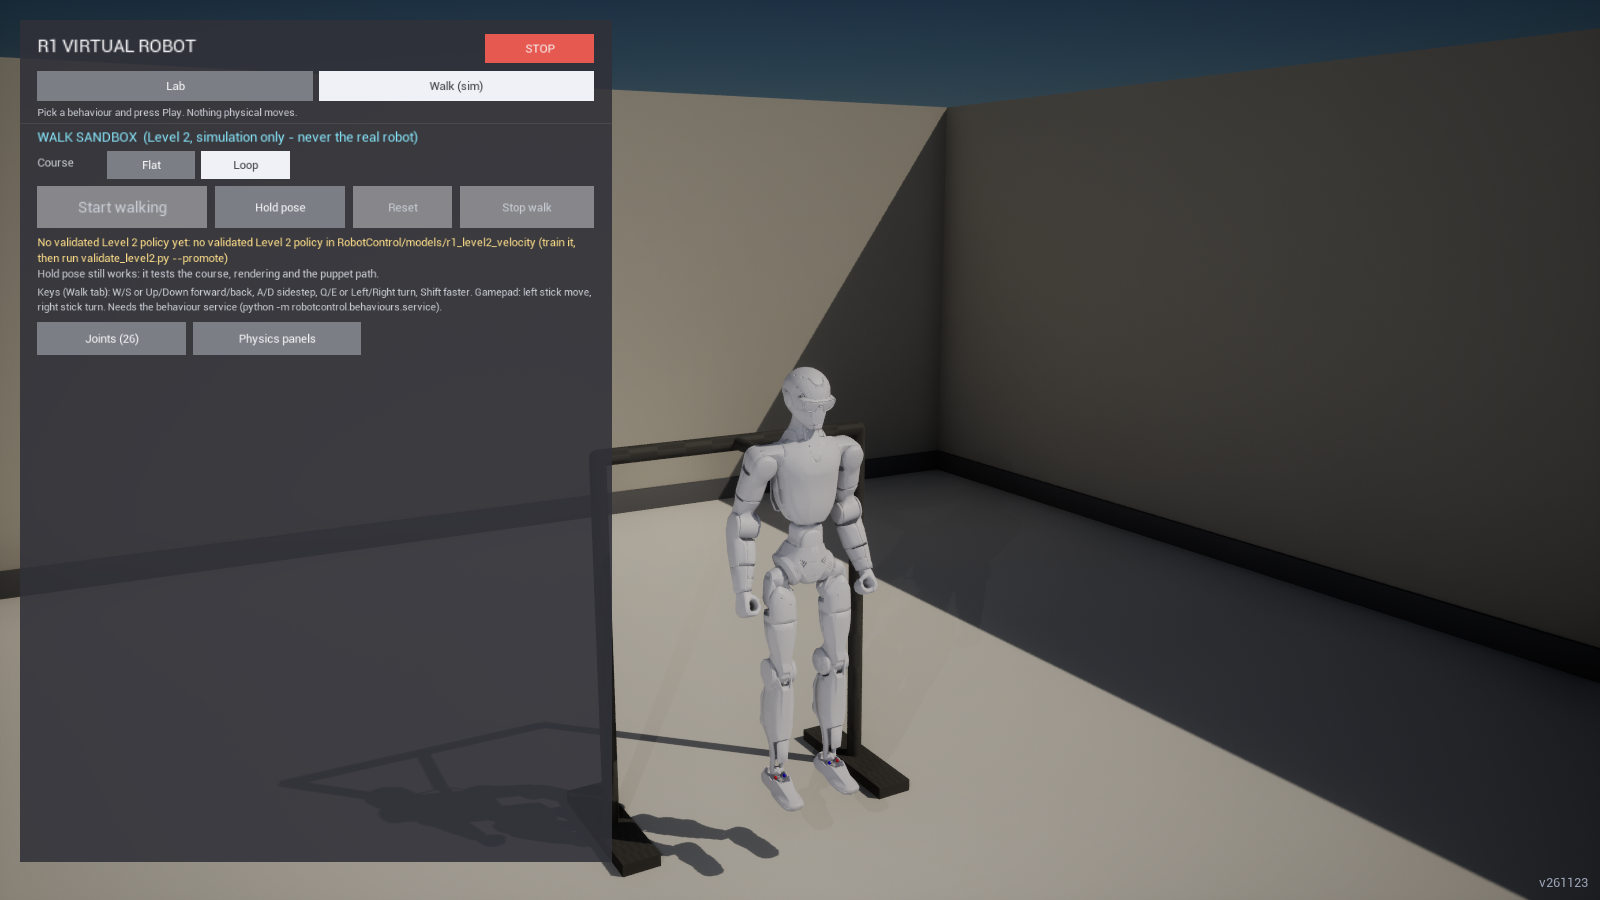 R1 VIRTUAL ROBOT
STOP
Lab
Walk (sim)
Pick a behaviour and press Play. Nothing physical moves.
WALK SANDBOX  (Level 2, simulation only - never the real robot)
Course
Flat
Loop
Start walking
Hold pose
Reset
Stop walk
No validated Level 2 policy yet: no validated Level 2 policy in RobotControl/models/r1_level2_velocity (train it,
then run validate_level2.py --promote)
Hold pose still works: it tests the course, rendering and the puppet path.
Keys (Walk tab): W/S or Up/Down forward/back, A/D sidestep, Q/E or Left/Right turn, Shift faster. Gamepad: left stick move,
right stick turn. Needs the behaviour service (python -m robotcontrol.behaviours.service).
Joints (26)
Physics panels
v261123